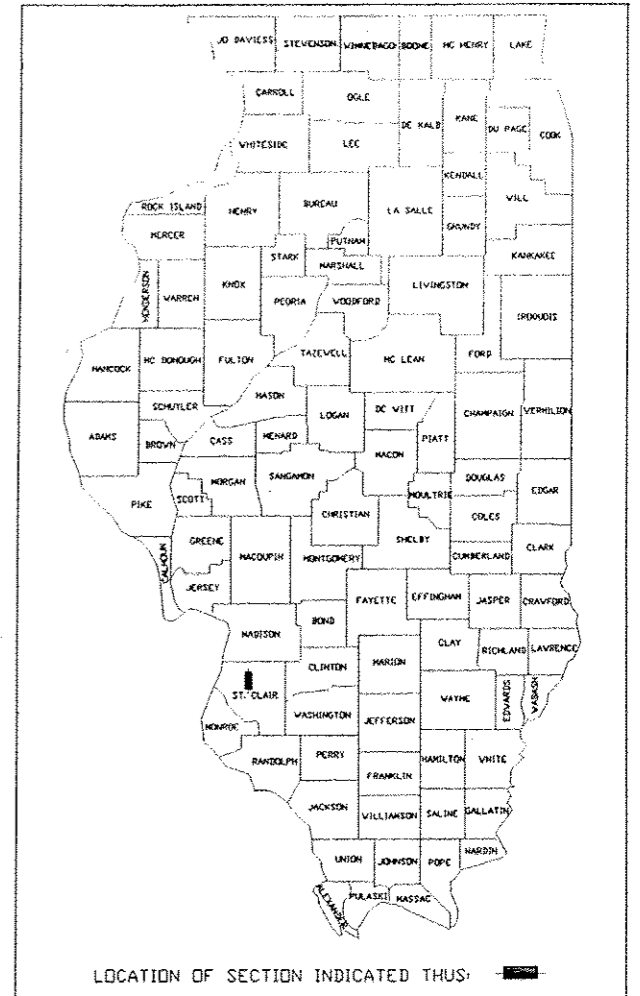 JO DAVIESS STEVENSON WINNEBAGO BOONE MC HENRY LAKE
CARROLL OGLE
DE KALB KANE DU PAGE COOK
WHITESIDE LEE
KENDALL
ROCK ISLAND HENRY BUREAU LA SALLE WILL
MERCER PUTNAM GRUNDY
STARK MARSHALL KANKAKEE
HENDERSON WARREN KNOX PEORIA WOODFORD LIVINGSTON
IROQUOIS
HANCOCK MC DONOUGH FULTON TAZEWELL MC LEAN FORD
MASON
SCHUYLER LOGAN DE WITT CHAMPAIGN VERMILION
ADAMS BROWN CASS MENARD MACON PIATT
MORGAN SANGAMON DOUGLAS
PIKE SCOTT CHRISTIAN MOULTRIE EDGAR
COLES
GREENE MACOUPIN SHELBY
CALHOUN MONTGOMERY CUMBERLAND CLARK
JERSEY FAYETTE EFFINGHAM JASPER CRAWFORD
MADISON BOND
CLAY RICHLAND LAWRENCE
CLINTON MARION
ST. CLAIR WAYNE EDWARDS WABASH
MONROE WASHINGTON JEFFERSON
RANDOLPH PERRY HAMILTON WHITE
FRANKLIN
JACKSON WILLIAMSON SALINE GALLATIN
UNION JOHNSON POPE HARDIN
ALEXANDER PULASKI MASSAC
LOCATION OF SECTION INDICATED THUS: